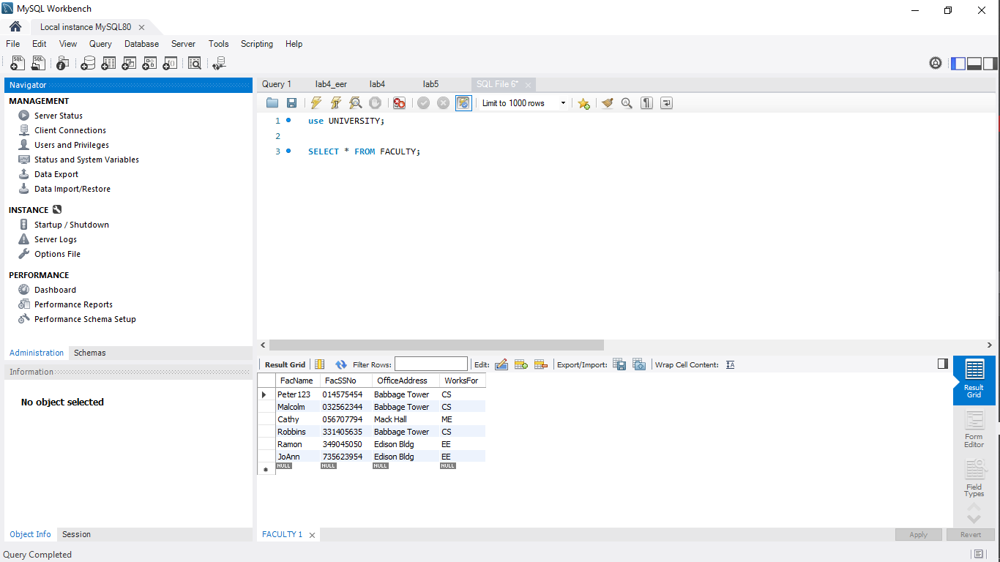 MySQL Workbench
Local instance MySQL80
File Edit View Query Database Server Tools Scripting Help
Navigator
MANAGEMENT
Server Status
Client Connections
Users and Privileges
Status and System Variables
Data Export
Data Import/Restore
INSTANCE
Startup / Shutdown
Server Logs
Options File
PERFORMANCE
Dashboard
Performance Reports
Performance Schema Setup
Administration Schemas
Information
No object selected
Object Info Session
Query 1 lab4_eer lab4 lab5 SQL File 6*
Limit to 1000 rows
1 use UNIVERSITY;
2
3 SELECT * FROM FACULTY;
Result Grid Filter Rows: Edit: Export/Import: Wrap Cell Content:
FacName FacSSNo OfficeAddress WorksFor
Peter123 014575454 Babbage Tower CS
Malcolm 032562344 Babbage Tower CS
Cathy 056707794 Mack Hall ME
Robbins 331405635 Babbage Tower CS
Ramon 349045050 Edison Bldg EE
JoAnn 735623954 Edison Bldg EE
NULL NULL NULL NULL
Result
Grid
Form
Editor
Field
Types
FACULTY 1
Apply Revert
Query Completed